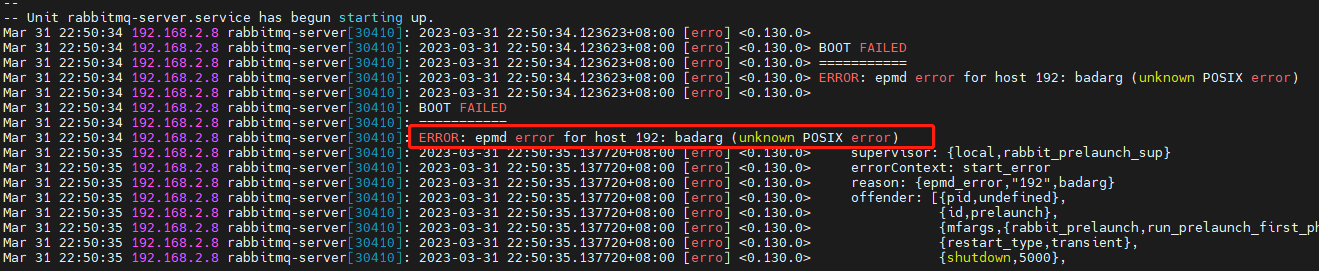 --
-- Unit rabbitmq-server.service has begun starting up.
Mar 31 22:50:34 192.168.2.8 rabbitmq-server[30410]: 2023-03-31 22:50:34.123623+08:00 [erro] <0.130.0>
Mar 31 22:50:34 192.168.2.8 rabbitmq-server[30410]: 2023-03-31 22:50:34.123623+08:00 [erro] <0.130.0> BOOT FAILED
Mar 31 22:50:34 192.168.2.8 rabbitmq-server[30410]: 2023-03-31 22:50:34.123623+08:00 [erro] <0.130.0> ===========
Mar 31 22:50:34 192.168.2.8 rabbitmq-server[30410]: 2023-03-31 22:50:34.123623+08:00 [erro] <0.130.0> ERROR: epmd error for host 192: badarg (unknown POSIX error)
Mar 31 22:50:34 192.168.2.8 rabbitmq-server[30410]: 2023-03-31 22:50:34.123623+08:00 [erro] <0.130.0>
Mar 31 22:50:34 192.168.2.8 rabbitmq-server[30410]: BOOT FAILED
Mar 31 22:50:34 192.168.2.8 rabbitmq-server[30410]: ===========
Mar 31 22:50:34 192.168.2.8 rabbitmq-server[30410]: ERROR: epmd error for host 192: badarg (unknown POSIX error)
Mar 31 22:50:35 192.168.2.8 rabbitmq-server[30410]: 2023-03-31 22:50:35.137720+08:00 [erro] <0.130.0>     supervisor: {local,rabbit_prelaunch_sup}
Mar 31 22:50:35 192.168.2.8 rabbitmq-server[30410]: 2023-03-31 22:50:35.137720+08:00 [erro] <0.130.0>     errorContext: start_error
Mar 31 22:50:35 192.168.2.8 rabbitmq-server[30410]: 2023-03-31 22:50:35.137720+08:00 [erro] <0.130.0>     reason: {epmd_error,"192",badarg}
Mar 31 22:50:35 192.168.2.8 rabbitmq-server[30410]: 2023-03-31 22:50:35.137720+08:00 [erro] <0.130.0>     offender: [{pid,undefined},
Mar 31 22:50:35 192.168.2.8 rabbitmq-server[30410]: 2023-03-31 22:50:35.137720+08:00 [erro] <0.130.0>                {id,prelaunch},
Mar 31 22:50:35 192.168.2.8 rabbitmq-server[30410]: 2023-03-31 22:50:35.137720+08:00 [erro] <0.130.0>                {mfargs,{rabbit_prelaunch,run_prelaunch_first_ph
Mar 31 22:50:35 192.168.2.8 rabbitmq-server[30410]: 2023-03-31 22:50:35.137720+08:00 [erro] <0.130.0>                {restart_type,transient},
Mar 31 22:50:35 192.168.2.8 rabbitmq-server[30410]: 2023-03-31 22:50:35.137720+08:00 [erro] <0.130.0>                {shutdown,5000},